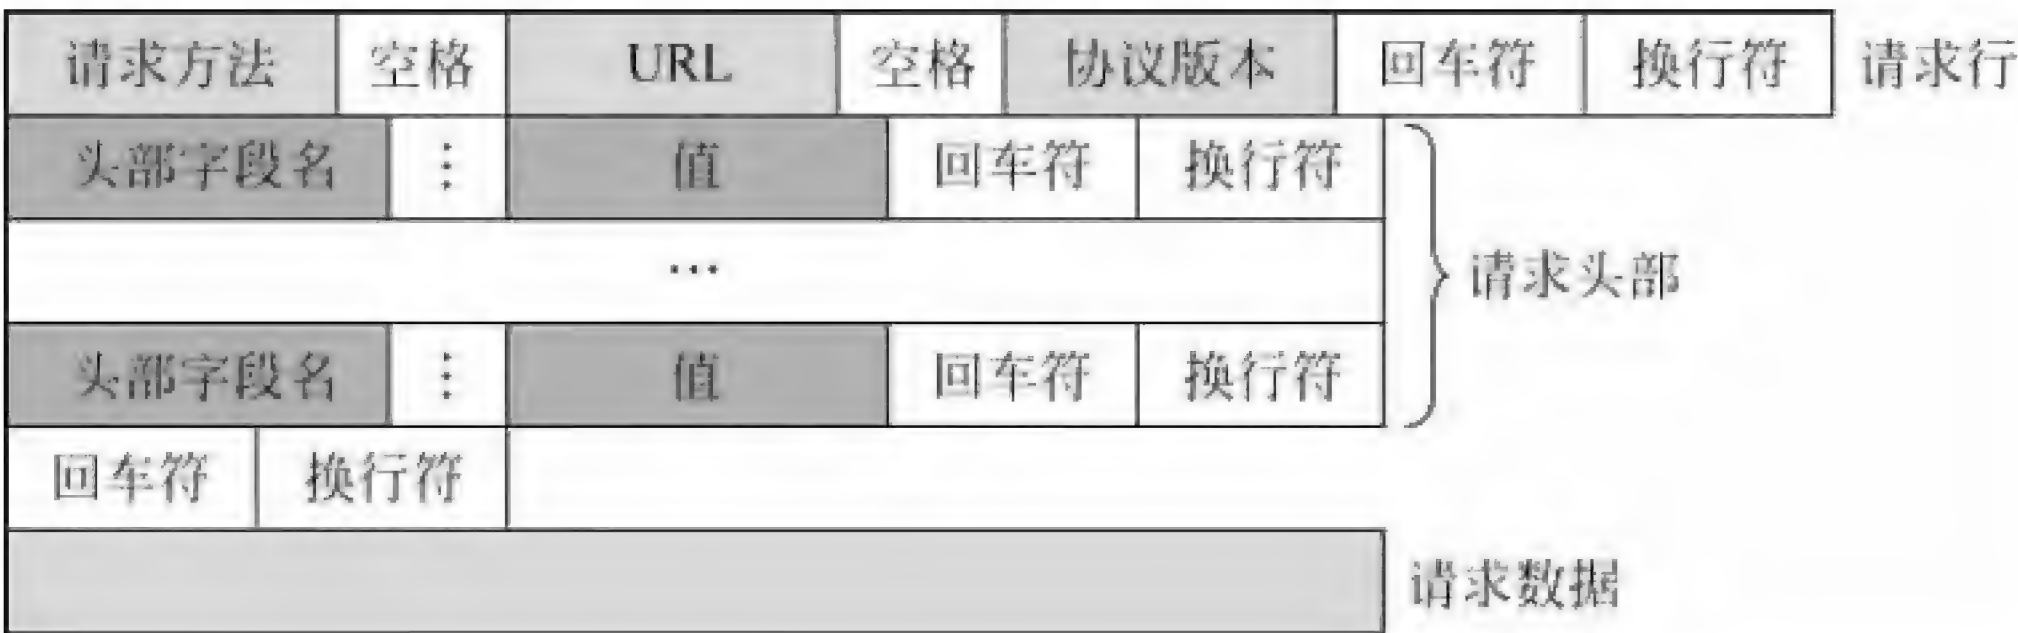 请求方法 空格 URL 空格 协议版本 回车符 换行符 请求行
头部字段名 ⋮ 值 回车符 换行符
…
请求头部
头部字段名 ⋮ 值 回车符 换行符
回车符 换行符
请求数据